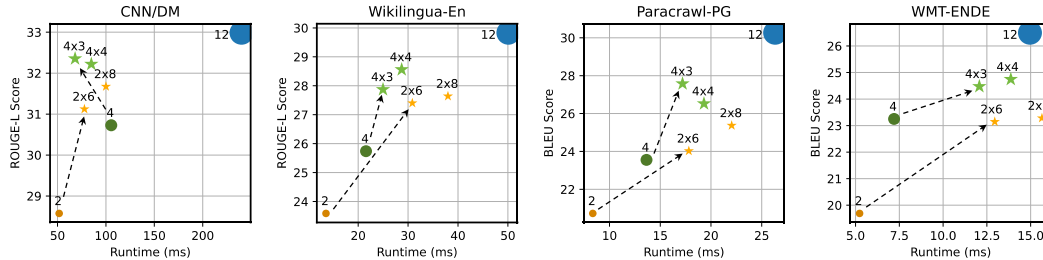 CNN/DM
ROUGE-L Score
33
32
31
30
29
28
12
4x3
4x4
2x8
2x6
4
2
50
100
150
200
Runtime (ms)
Wikilingua-En
ROUGE-L Score
30
28
26
24
12
4x4
4x3
2x6
2x8
4
2
20
30
40
50
Runtime (ms)
Paracrawl-PG
BLEU Score
30
28
26
24
22
12
4x3
4x4
2x8
2x6
4
2
10
15
20
25
Runtime (ms)
WMT-ENDE
BLEU Score
26
25
24
23
22
21
20
12
4x3
4x4
4
2x6
2x
2
5.0
7.5
10.0
12.5
15.0
Runtime (ms)